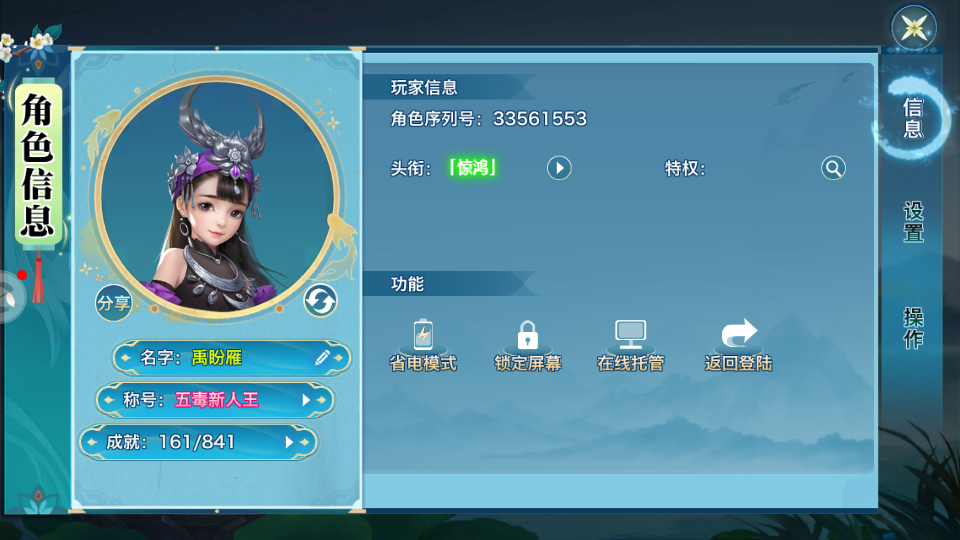 角色信息
分享
名字：禹盼雁
称号：五毒新人王
成就：161/841
玩家信息
角色序列号：33561553
头衔：「惊鸿」
特权：
功能
省电模式
锁定屏幕
在线托管
返回登陆
信息
设置
操作